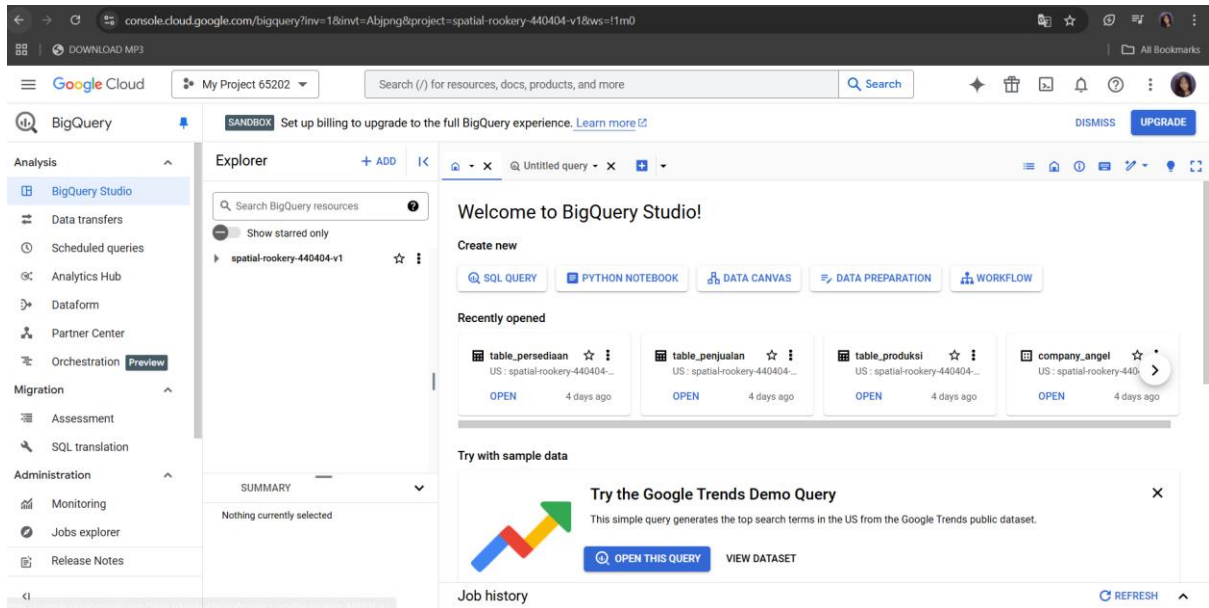 console.cloud.google.com/bigquery?inv=1&invt=Abjpng&project=spatial-rookery-440404-v1&ws=!1m0
DOWNLOAD MP3
All Bookmarks
Google Cloud
My Project 65202
Search (/) for resources, docs, products, and more
Search
BigQuery
SANDBOX Set up billing to upgrade to the full BigQuery experience. Learn more
DISMISS
UPGRADE
Analysis
BigQuery Studio
Data transfers
Scheduled queries
Analytics Hub
Dataform
Partner Center
Orchestration Preview
Migration
Assessment
SQL translation
Administration
Monitoring
Jobs explorer
Release Notes
Explorer
+ ADD
Search BigQuery resources
Show starred only
spatial-rookery-440404-v1
SUMMARY
Nothing currently selected
Untitled query
Welcome to BigQuery Studio!
Create new
SQL QUERY
PYTHON NOTEBOOK
DATA CANVAS
DATA PREPARATION
WORKFLOW
Recently opened
table_persediaan
US : spatial-rookery-440404-...
OPEN 4 days ago
table_penjualan
US : spatial-rookery-440404-...
OPEN 4 days ago
table_produksi
US : spatial-rookery-440404-...
OPEN 4 days ago
company_angel
US : spatial-rookery-440
OPEN 4 days ago
Try with sample data
Try the Google Trends Demo Query
This simple query generates the top search terms in the US from the Google Trends public dataset.
OPEN THIS QUERY
VIEW DATASET
Job history
REFRESH